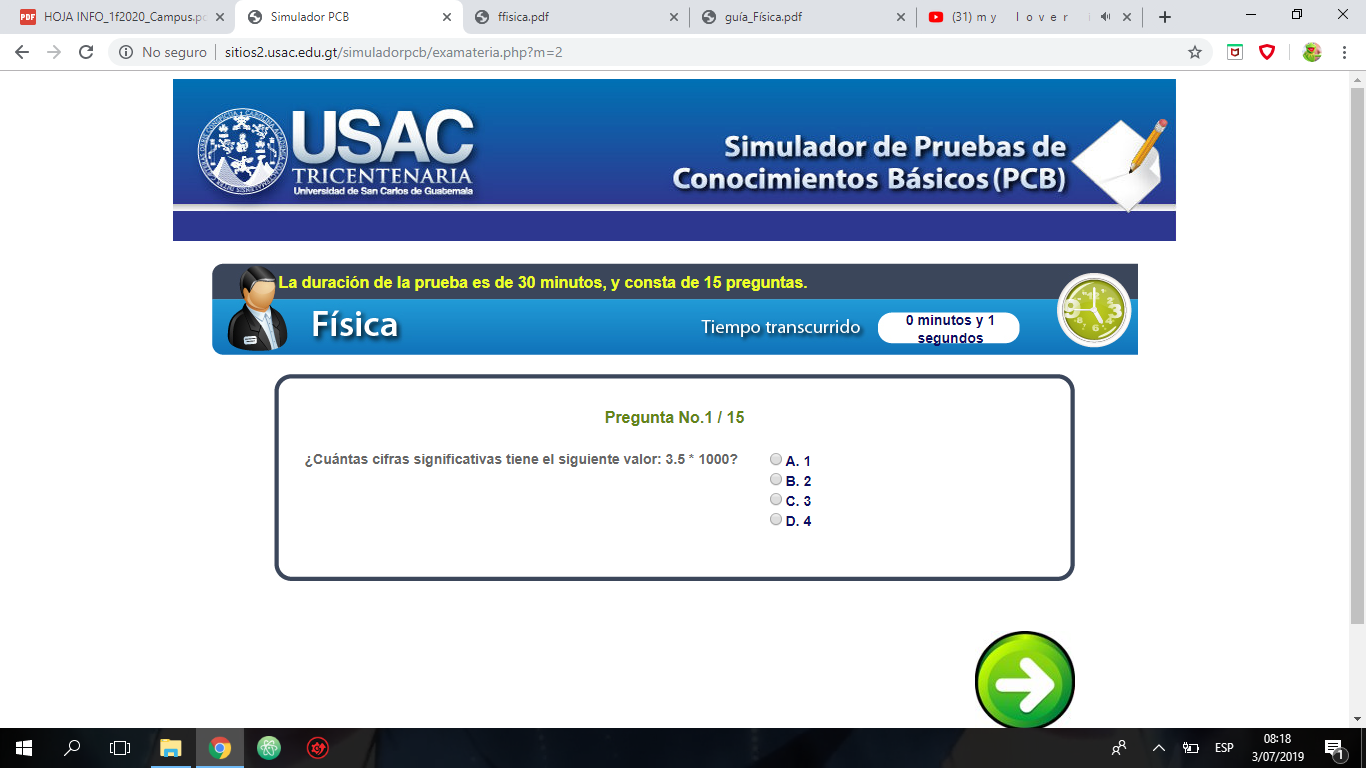 HOJA INFO_1f2020_Campus.pd
Simulador PCB
ffisica.pdf
guía_Física.pdf
(31) m y l o v e r
No seguro | sitios2.usac.edu.gt/simuladorpcb/examateria.php?m=2
USAC
TRICENTENARIA
Universidad de San Carlos de Guatemala
Simulador de Pruebas de
Conocimientos Básicos (PCB)
La duración de la prueba es de 30 minutos, y consta de 15 preguntas.
Física
Tiempo transcurrido
0 minutos y 1
segundos
Pregunta No.1 / 15
¿Cuántas cifras significativas tiene el siguiente valor: 3.5 * 1000?
A. 1
B. 2
C. 3
D. 4
ESP
08:18
3/07/2019
1